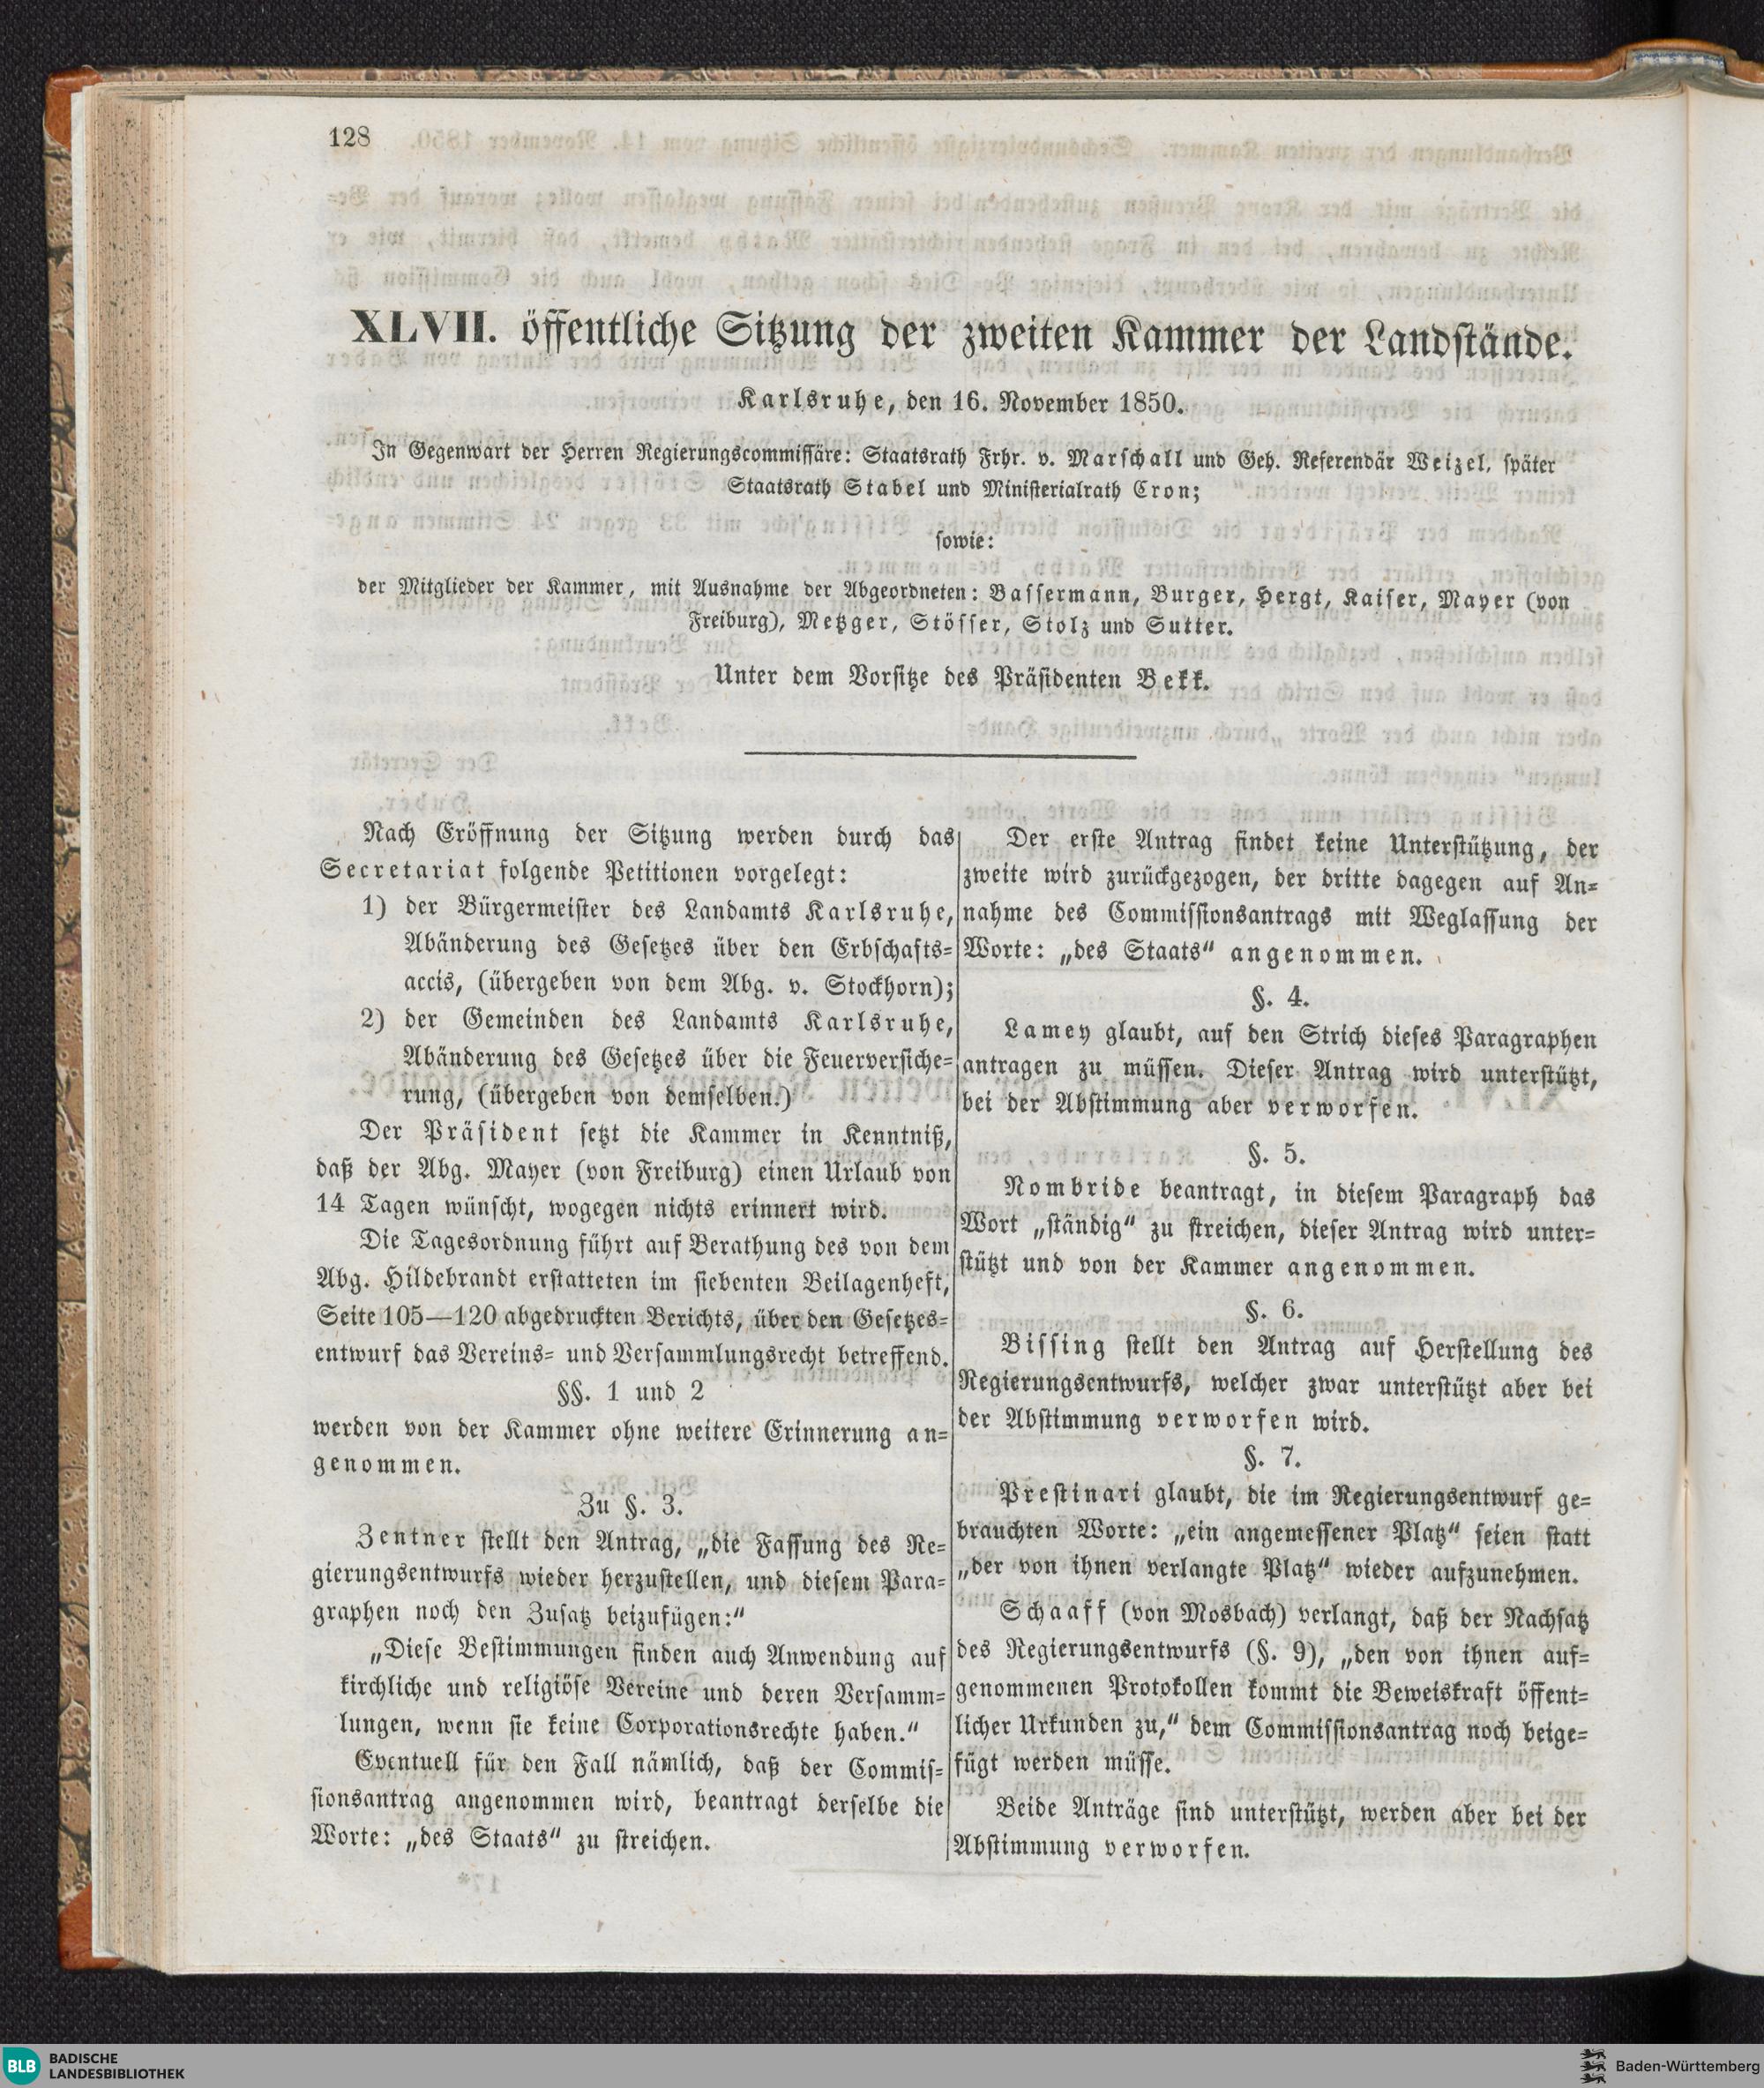 128
XLVII. öffentliche Sitzung der zweiten Kammer der Landstände.
Karlsruhe, den 16. November 1850.
In Gegenwart der Herren Regierungscommissäre: Staatsrath Frhr. v. Marschall und Geh. Referendär Weizel, später
Staatsrath Stabel und Ministerialrath Cron;
sowie:
der Mitglieder der Kammer, mit Ausnahme der Abgeordneten: Bassermann, Burger, Hergt, Kaiser, Mayer (von
Freiburg), Metzger, Stösser, Stolz und Sutter.
Unter dem Vorsitze des Präsidenten Bekk.
Nach Eröffnung der Sitzung werden durch das
Secretariat folgende Petitionen vorgelegt:
1) der Bürgermeister des Landamts Karlsruhe,
Abänderung des Gesetzes über den Erbschafts-
accis, (übergeben von dem Abg. v. Stockhorn);
2) der Gemeinden des Landamts Karlsruhe,
Abänderung des Gesetzes über die Feuerversiche-
rung, (übergeben von demselben.)
Der Präsident setzt die Kammer in Kenntniß,
daß der Abg. Mayer (von Freiburg) einen Urlaub von
14 Tagen wünscht, wogegen nichts erinnert wird.
Die Tagesordnung führt auf Berathung des von dem
Abg. Hildebrandt erstatteten im siebenten Beilagenheft,
Seite 105—120 abgedruckten Berichts, über den Gesetzes-
entwurf das Vereins- und Versammlungsrecht betreffend.
§§. 1 und 2
werden von der Kammer ohne weitere Erinnerung an-
genommen.
Zu §. 3.
Zentner stellt den Antrag, „die Fassung des Re-
gierungsentwurfs wieder herzustellen, und diesem Para-
graphen noch den Zusatz beizufügen:“
„Diese Bestimmungen finden auch Anwendung auf
kirchliche und religiöse Vereine und deren Versamm-
lungen, wenn sie keine Corporationsrechte haben.“
Eventuell für den Fall nämlich, daß der Commis-
sionsantrag angenommen wird, beantragt derselbe die
Worte: „des Staats“ zu streichen.
Der erste Antrag findet keine Unterstützung, der
zweite wird zurückgezogen, der dritte dagegen auf An-
nahme des Commissionsantrags mit Weglassung der
Worte: „des Staats“ angenommen.
§. 4.
Lamey glaubt, auf den Strich dieses Paragraphen
antragen zu müssen. Dieser Antrag wird unterstützt,
bei der Abstimmung aber verworfen.
§. 5.
Nombride beantragt, in diesem Paragraph das
Wort „ständig“ zu streichen, dieser Antrag wird unter-
stützt und von der Kammer angenommen.
§. 6.
Bissing stellt den Antrag auf Herstellung des
Regierungsentwurfs, welcher zwar unterstützt aber bei
der Abstimmung verworfen wird.
§. 7.
Prestinari glaubt, die im Regierungsentwurf ge-
brauchten Worte: „ein angemessener Platz“ seien statt
„der von ihnen verlangte Platz“ wieder aufzunehmen.
Schaaff (von Mosbach) verlangt, daß der Nachsatz
des Regierungsentwurfs (§. 9), „den von ihnen auf-
genommenen Protokollen kommt die Beweiskraft öffent-
licher Urkunden zu,“ dem Commissionsantrag noch beige-
fügt werden müsse.
Beide Anträge sind unterstützt, werden aber bei der
Abstimmung verworfen.
BLB BADISCHE
LANDESBIBLIOTHEK
Baden-Württemberg